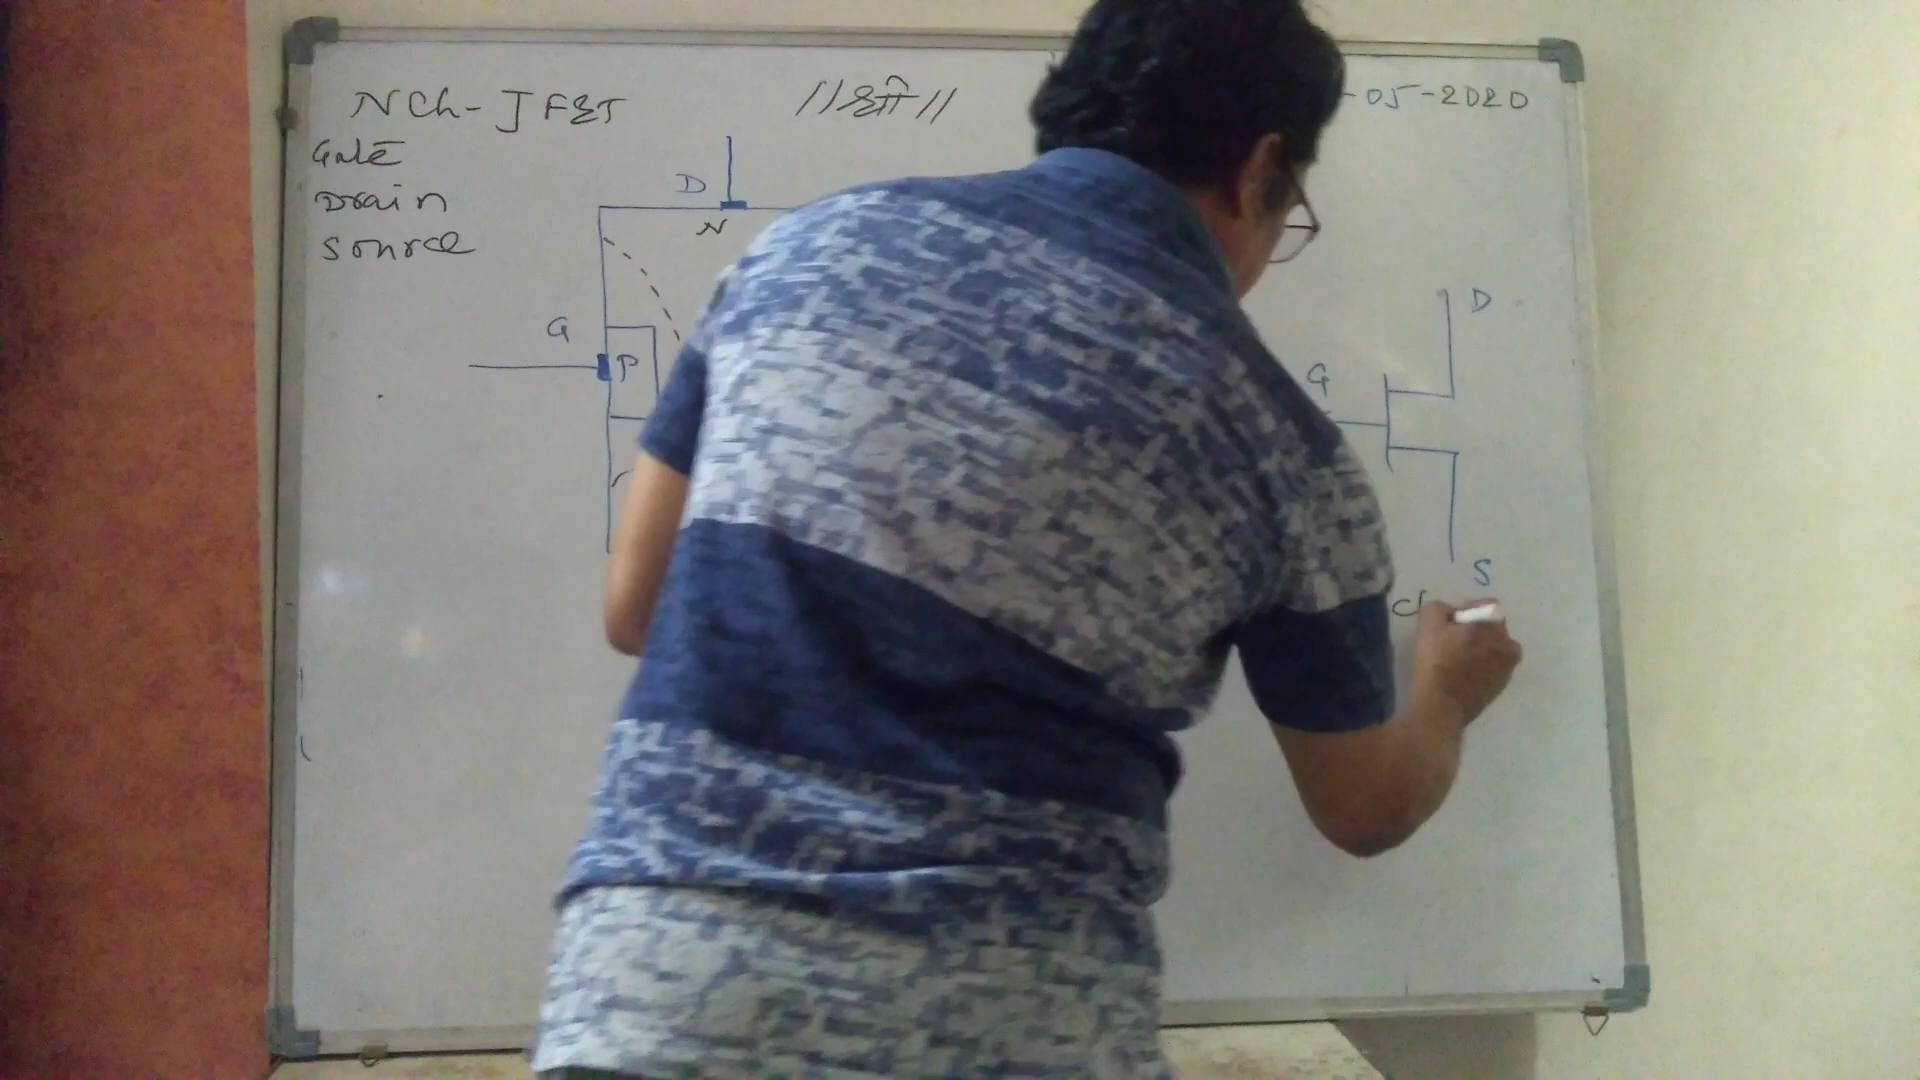 NCh-JFET
||श्री||
-05-2020
Gate
Drain
Source
D
N
G
P
D
G
S